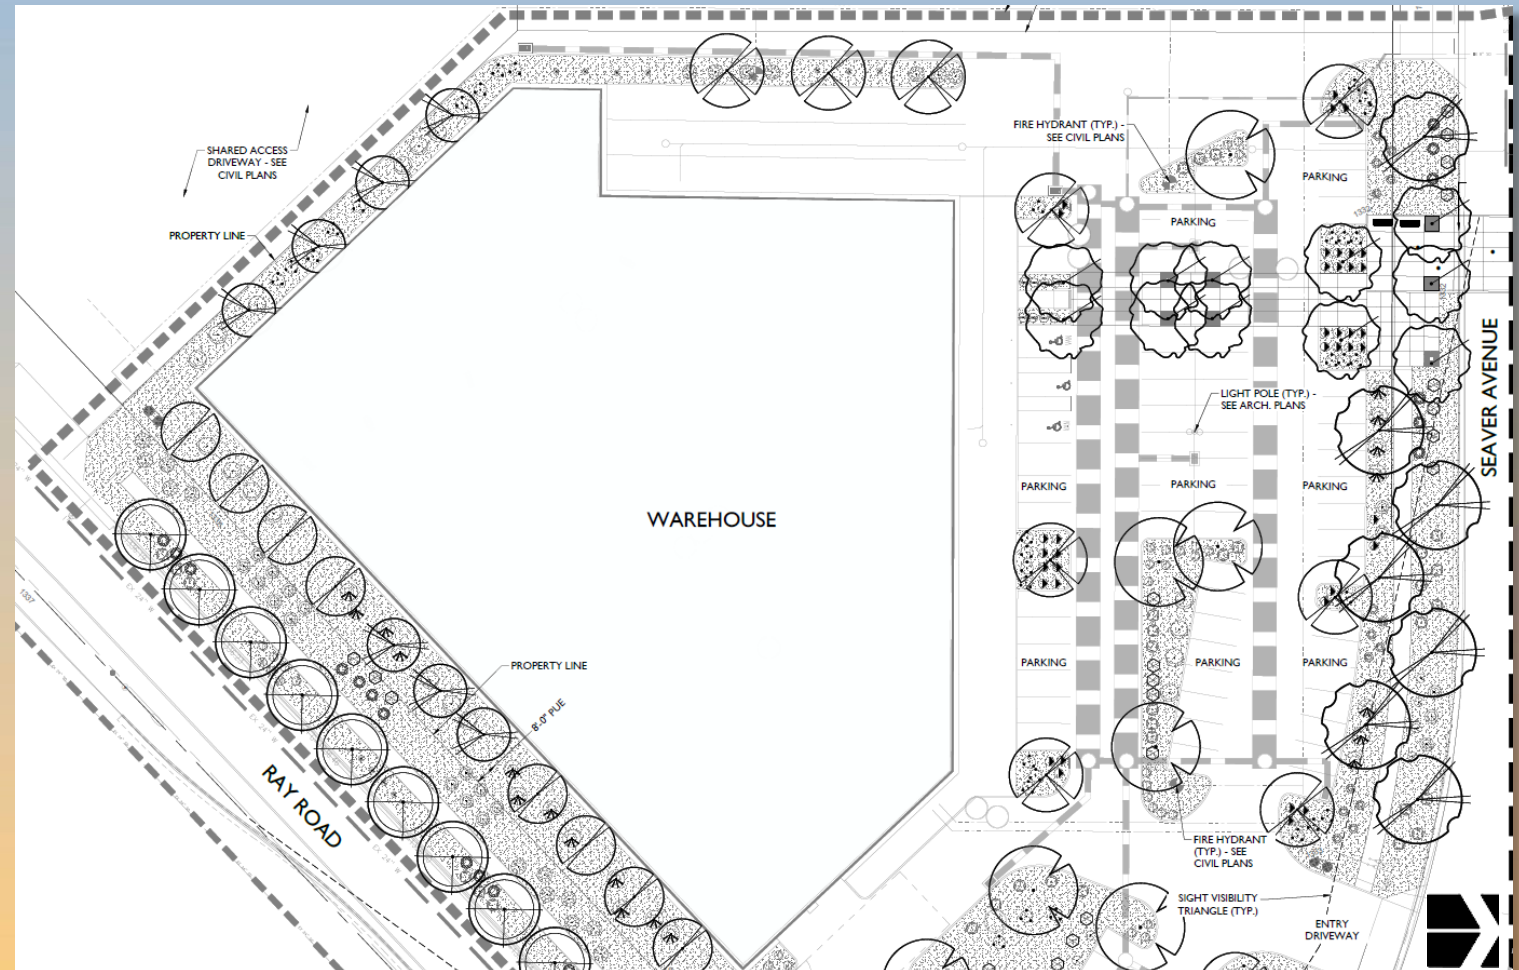 SHARED ACCESS
DRIVEWAY - SEE
CIVIL PLANS
PROPERTY LINE
FIRE HYDRANT (TYP.) -
SEE CIVIL PLANS
PARKING
PARKING
1332
LIGHT POLE (TYP.) -
SEE ARCH. PLANS
SEAVER AVENUE
PARKING
PARKING
PARKING
WAREHOUSE
1337
PROPERTY LINE
PARKING
PARKING
PARKING
8'-0" PUE
RAY ROAD
FIRE HYDRANT
(TYP.) - SEE
CIVIL PLANS
SIGHT VISIBILITY
TRIANGLE (TYP.)
ENTRY
DRIVEWAY